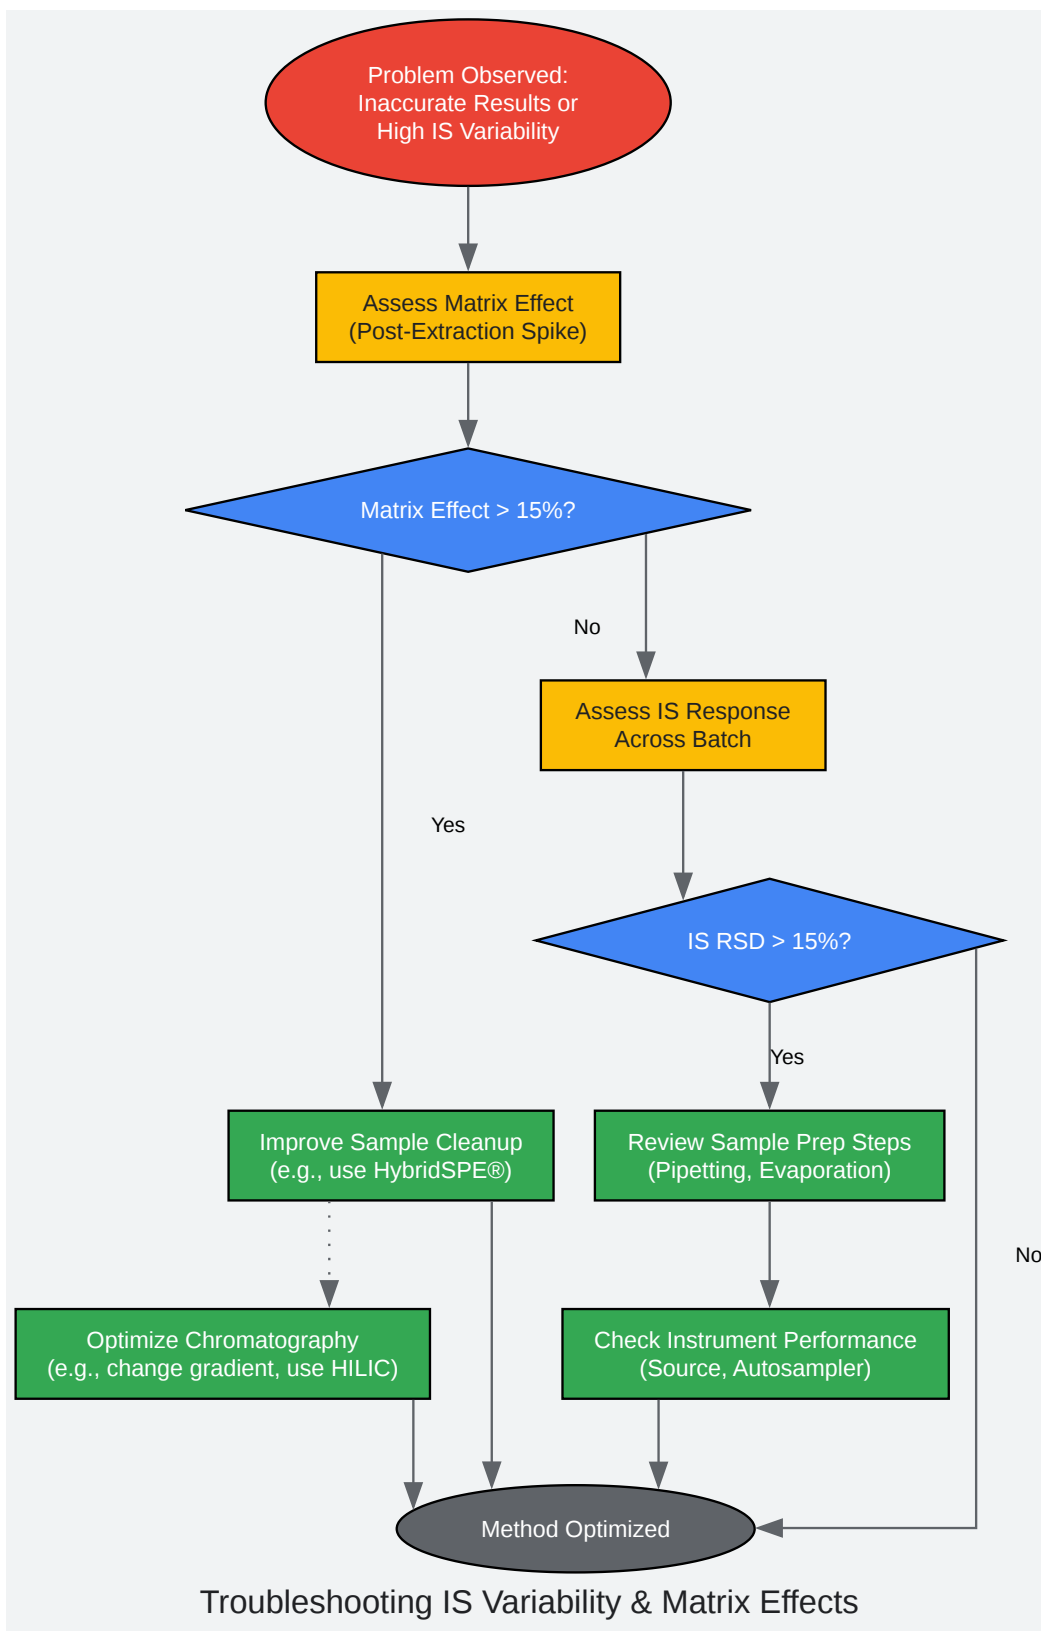 Problem Observed:
Inaccurate Results or
High IS Variability
Assess Matrix Effect
(Post-Extraction Spike)
Matrix Effect > 15%?
No
Assess IS Response
Across Batch
Yes
IS RSD > 15%?
Yes
Improve Sample Cleanup
(e.g., use HybridSPE®)
Review Sample Prep Steps
(Pipetting, Evaporation)
No
Optimize Chromatography
(e.g., change gradient, use HILIC)
Check Instrument Performance
(Source, Autosampler)
Method Optimized
Troubleshooting IS Variability & Matrix Effects